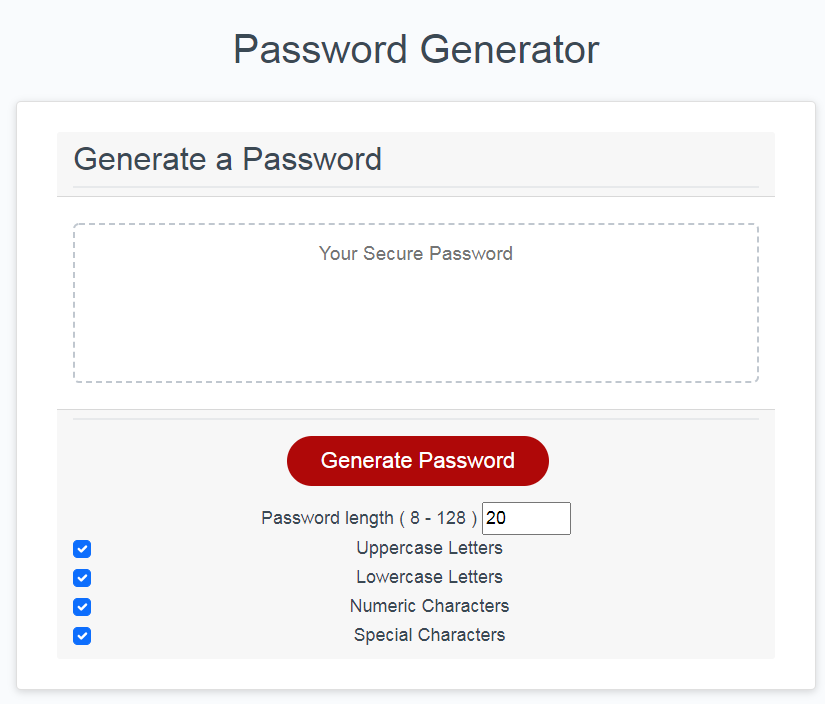 Password Generator
Generate a Password
Your Secure Password
Generate Password
Password length ( 8 - 128 ) 20
Uppercase Letters
Lowercase Letters
Numeric Characters
Special Characters